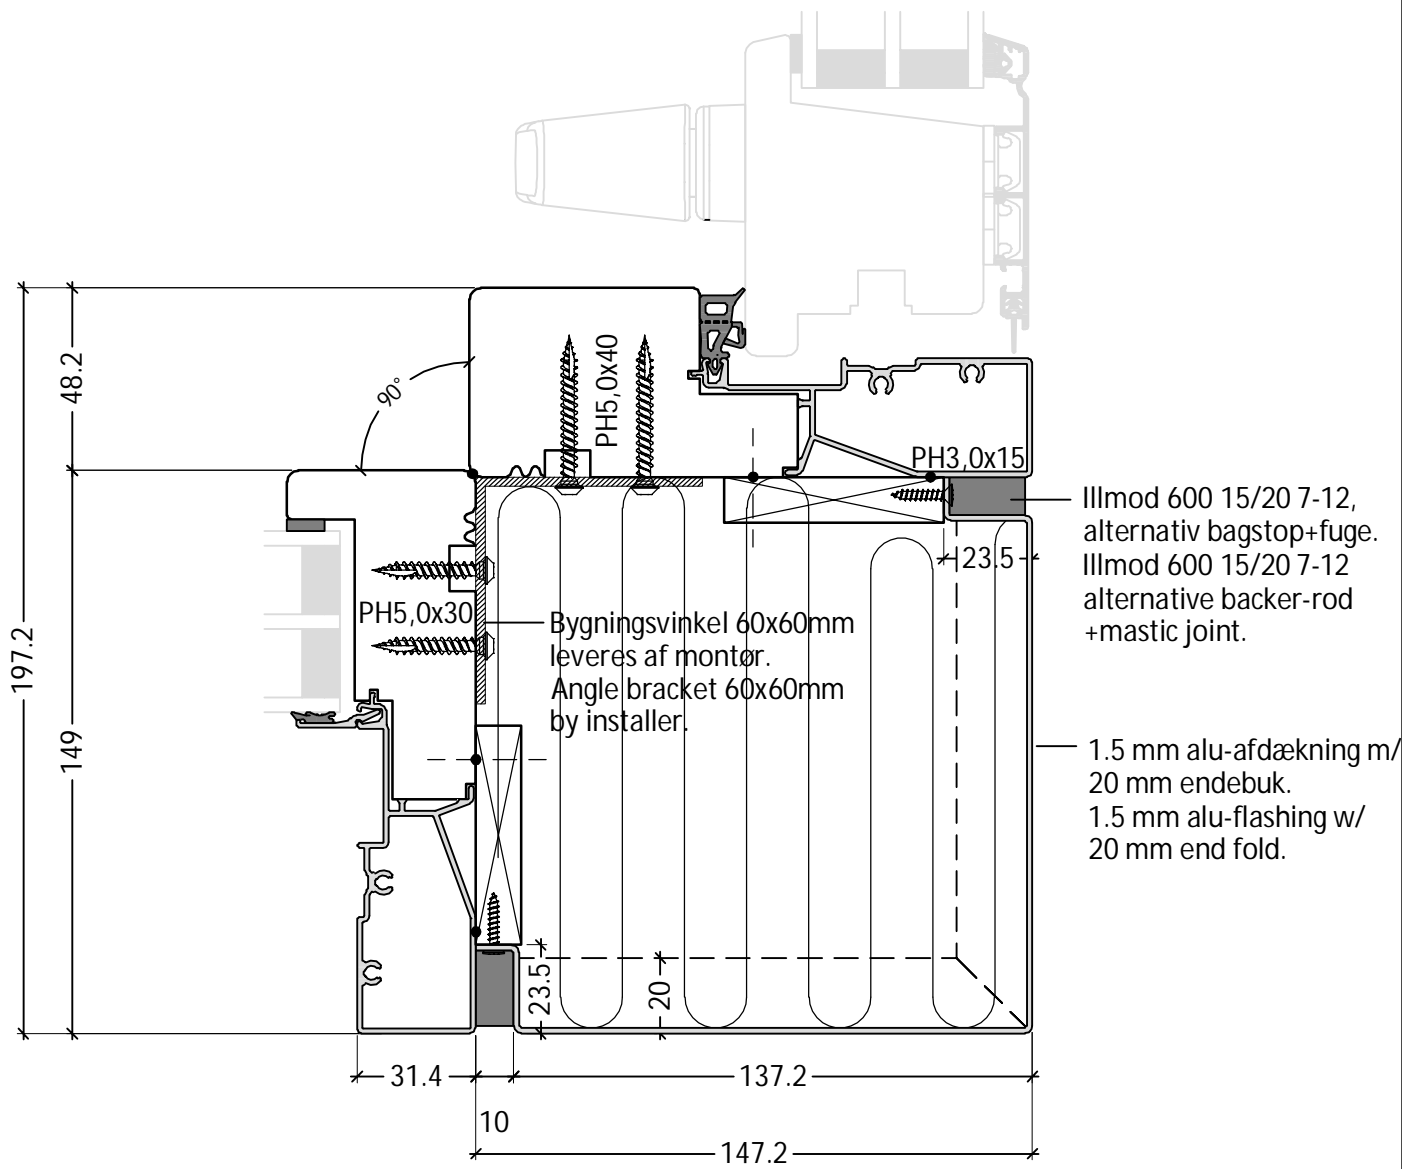 48.2
197.2
149
90°
PH5,0x40
PH3,0x15
PH5,0x30
Illmod 600 15/20 7-12,
alternativ bagstop+fuge.
Illmod 600 15/20 7-12
alternative backer-rod
+mastic joint.
23.5
Bygningsvinkel 60x60mm
leveres af montør.
Angle bracket 60x60mm
by installer.
1.5 mm alu-afdækning m/
20 mm endebuk.
1.5 mm alu-flashing w/
20 mm end fold.
23.5
20
31.4
137.2
10
147.2